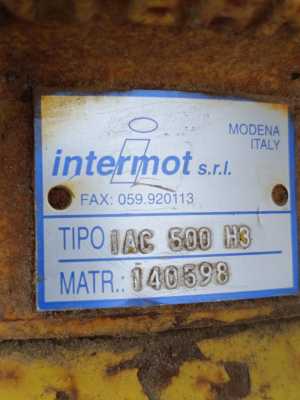 MODENA
ITALY
intermot s.r.l.
FAX: 059.920113
TIPO IAC 500 H3
MATR.: 140598